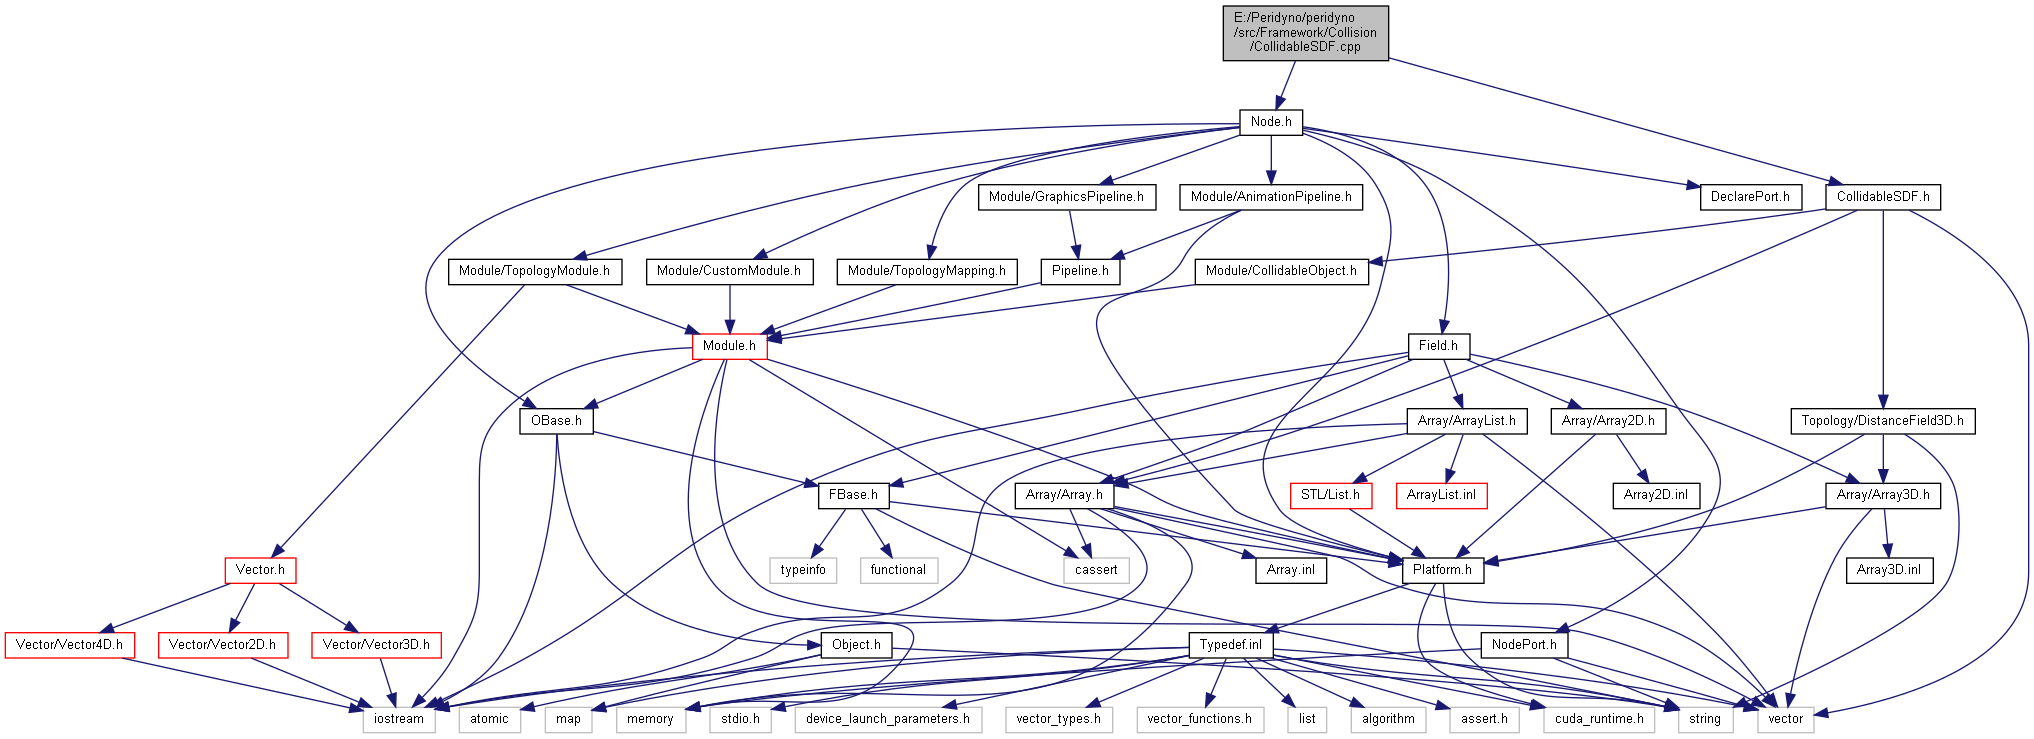 E:/Peridyno/peridyno
/src/Framework/Collision
/CollidableSDF.cpp
Node.h
Module/GraphicsPipeline.h
Module/AnimationPipeline.h
DeclarePort.h
CollidableSDF.h
Module/TopologyModule.h
Module/CustomModule.h
Module/TopologyMapping.h
Pipeline.h
Module/CollidableObject.h
Module.h
Field.h
OBase.h
Array/ArrayList.h
Array/Array2D.h
Topology/DistanceField3D.h
FBase.h
Array/Array.h
STL/List.h
ArrayList.inl
Array2D.inl
Array/Array3D.h
Vector.h
typeinfo
functional
cassert
Array.inl
Platform.h
Array3D.inl
Vector/Vector4D.h
Vector/Vector2D.h
Vector/Vector3D.h
Object.h
Typedef.inl
NodePort.h
iostream
atomic
map
memory
stdio.h
device_launch_parameters.h
vector_types.h
vector_functions.h
list
algorithm
assert.h
cuda_runtime.h
string
vector